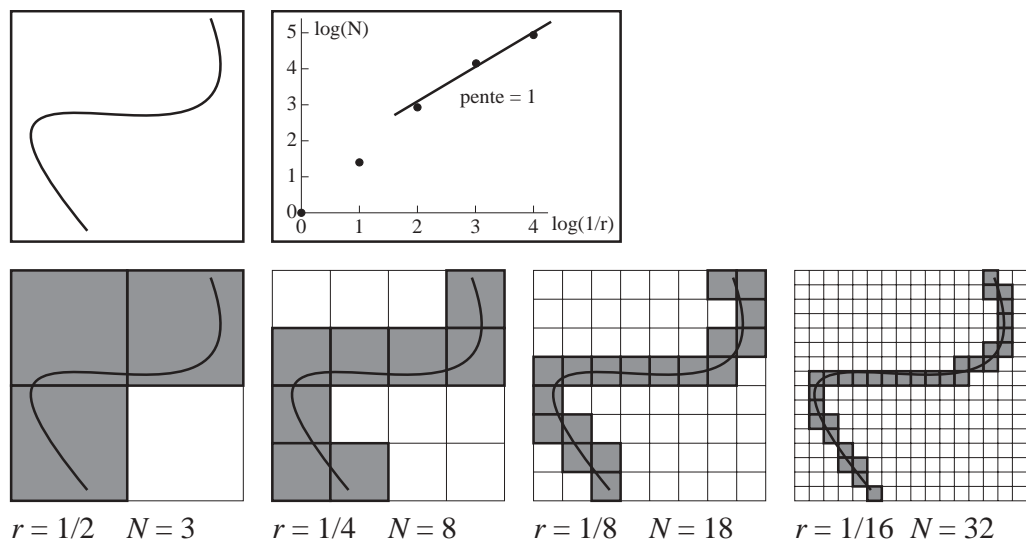 log(N)
5
4
3
2
1
0
pente = 1
0 1 2 3 4 log(1/r)
r = 1/2 N = 3 r = 1/4 N = 8 r = 1/8 N = 18 r = 1/16 N = 32